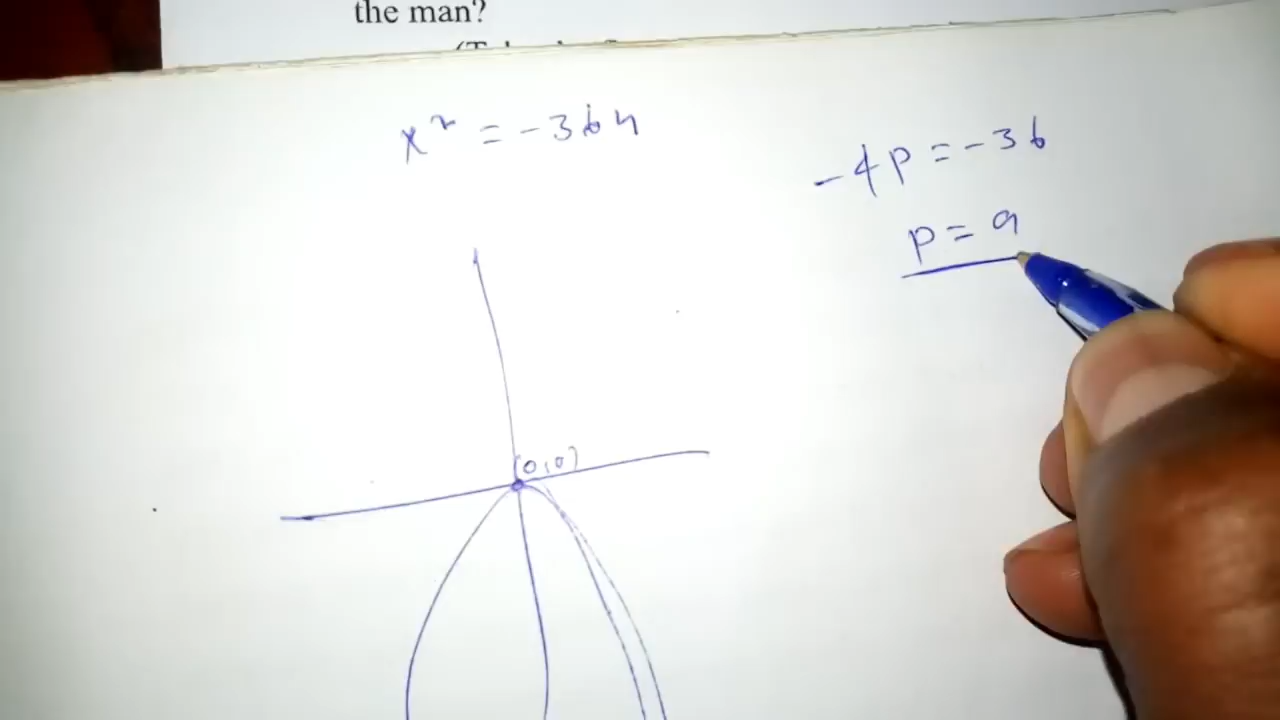 the man?
x² = -36y
-4p = -36
p = 9
(0,0)